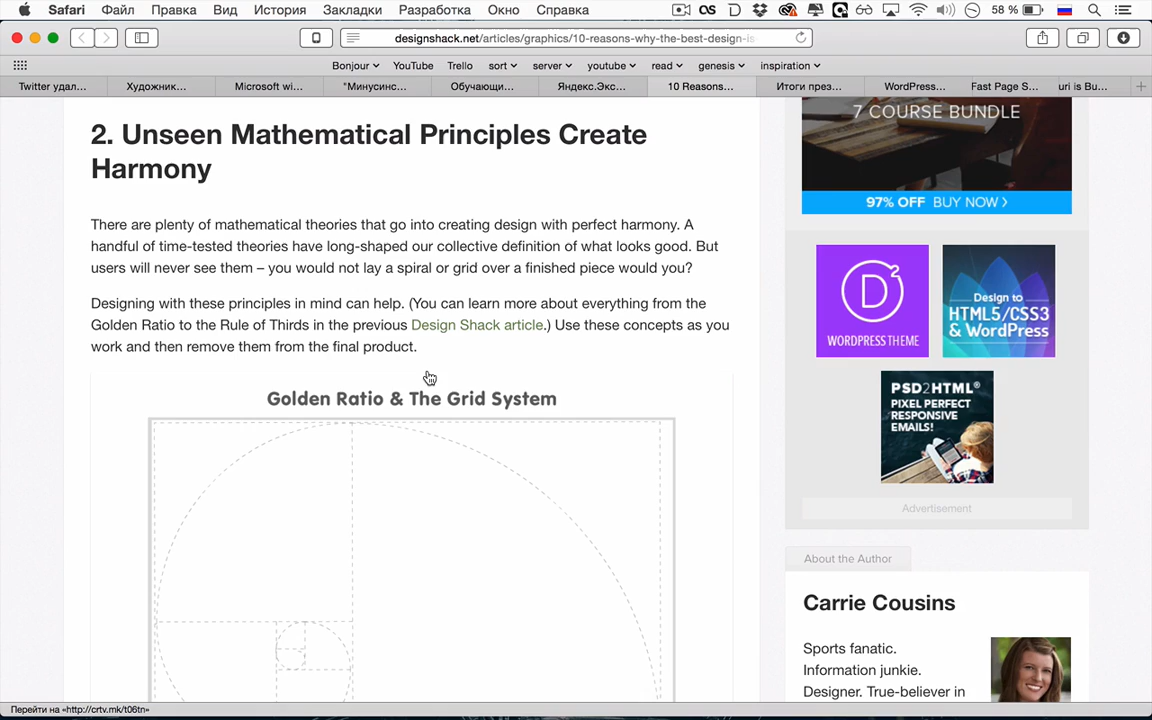 Safari Файл Правка Вид История Закладки Разработка Окно Справка 58 %
designshack.net/articles/graphics/10-reasons-why-the-best-design-is
Bonjour YouTube Trello sort server youtube read genesis inspiration
Twitter удал... Художник... Microsoft wi... "Минусинс... Обучающи... Яндекс.Экс... 10 Reasons... Итоги през... WordPress... Fast Page S... uri is Bu...
2. Unseen Mathematical Principles Create
Harmony
There are plenty of mathematical theories that go into creating design with perfect harmony. A
handful of time-tested theories have long-shaped our collective definition of what looks good. But
users will never see them – you would not lay a spiral or grid over a finished piece would you?
Designing with these principles in mind can help. (You can learn more about everything from the
Golden Ratio to the Rule of Thirds in the previous Design Shack article.) Use these concepts as you
work and then remove them from the final product.
Golden Ratio & The Grid System
7 COURSE BUNDLE
97% OFF BUY NOW
D2
WORDPRESS THEME
Design to
HTML5/CSS3
& WordPress
PSD2HTML®
PIXEL PERFECT
RESPONSIVE
EMAILS!
Advertisement
About the Author
Carrie Cousins
Sports fanatic.
Information junkie.
Designer. True-believer in
Перейти на «http://crtv.mk/t06tn»